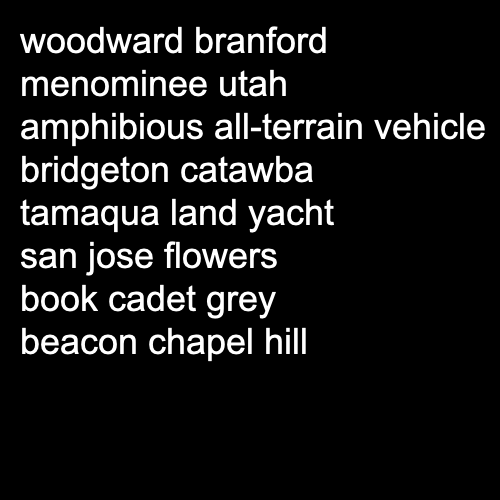 woodward branford
menominee utah
amphibious all-terrain vehicle
bridgeton catawba
tamaqua land yacht
san jose flowers
book cadet grey
beacon chapel hill